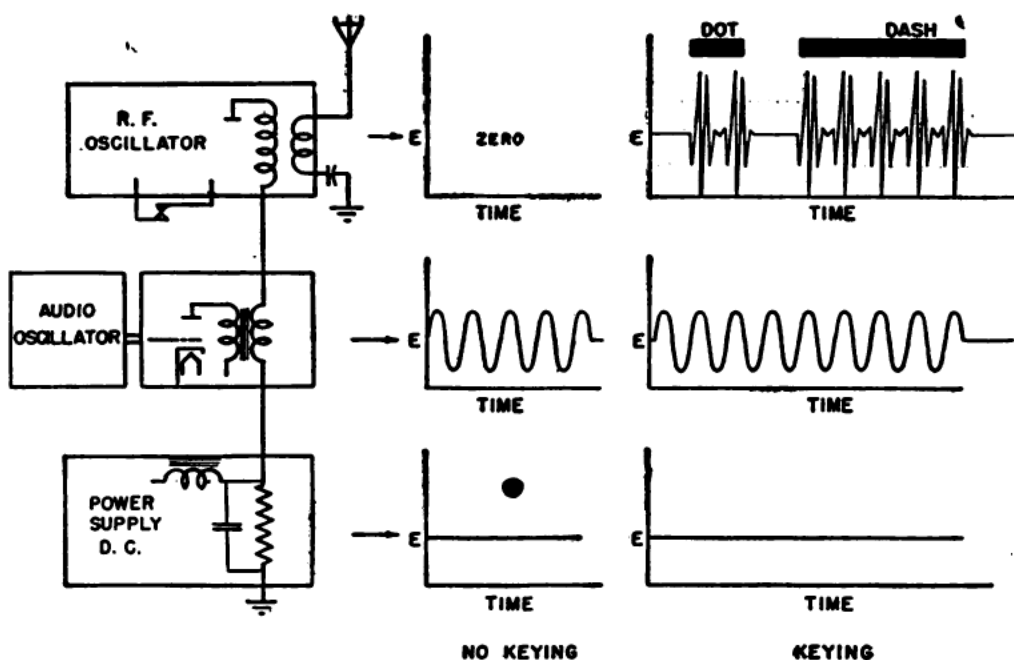 DOT
DASH
R. F.
OSCILLATOR
E
ZERO
E
TIME
TIME
AUDIO
OSCILLATOR
E
E
TIME
TIME
POWER
SUPPLY
D. C.
E
E
TIME
TIME
NO KEYING
KEYING